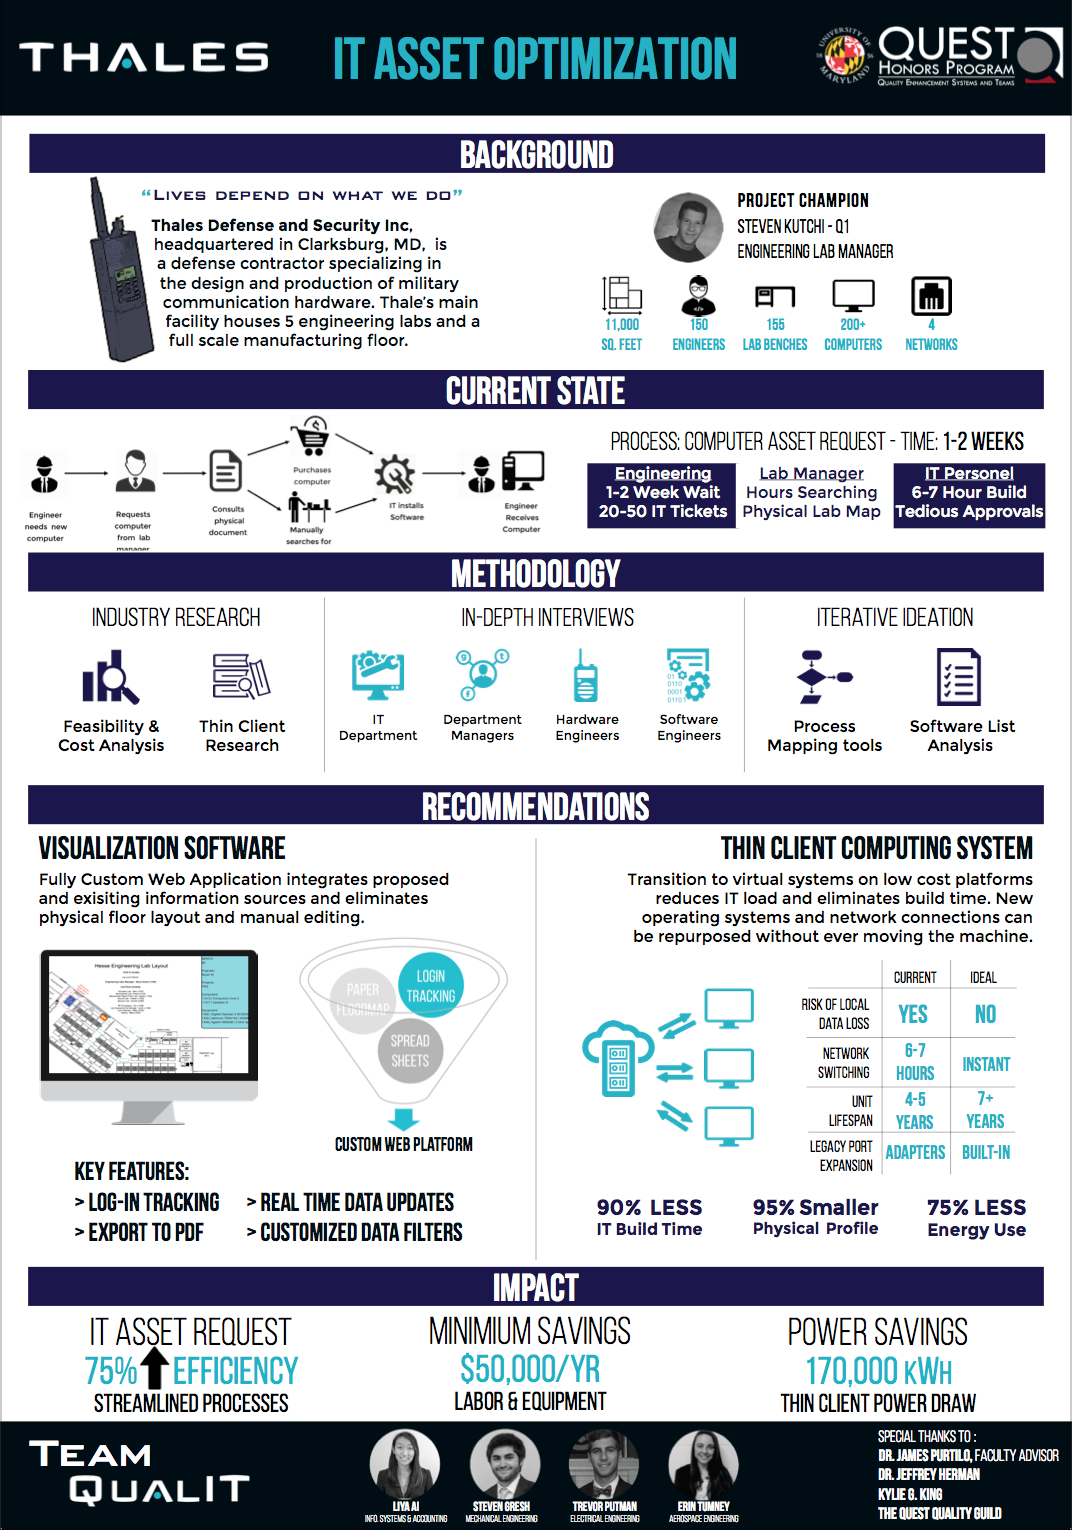 THALES
IT ASSET OPTIMIZATION
UNIVERSITY OF
MARYLAND
18
56
QUEST
HONORS PROGRAM
QUALITY ENHANCEMENT SYSTEMS AND TEAMS
BACKGROUND
“LIVES DEPEND ON WHAT WE DO”
Thales Defense and Security Inc,
headquartered in Clarksburg, MD, is
a defense contractor specializing in
the design and production of military
communication hardware. Thale's main
facility houses 5 engineering labs and a
full scale manufacturing floor.
PROJECT CHAMPION
STEVEN KUTCHI - Q1
ENGINEERING LAB MANAGER
11,000
SQ. FEET
150
ENGINEERS
155
LAB BENCHES
200+
COMPUTERS
4
NETWORKS
CURRENT STATE
Engineer
needs new
computer
Requests
computer
from lab
manager
Consults
physical
document
Purchases
computer
Manually
searches for
IT installs
Software
Engineer
Receives
Computer
PROCESS: COMPUTER ASSET REQUEST - TIME: 1-2 WEEKS
Engineering
1-2 Week Wait
20-50 IT Tickets
Lab Manager
Hours Searching
Physical Lab Map
IT Personel
6-7 Hour Build
Tedious Approvals
METHODOLOGY
INDUSTRY RESEARCH
Feasibility &
Cost Analysis
Thin Client
Research
IN-DEPTH INTERVIEWS
IT
Department
Department
Managers
Hardware
Engineers
Software
Engineers
ITERATIVE IDEATION
Process
Mapping tools
Software List
Analysis
RECOMMENDATIONS
VISUALIZATION SOFTWARE
Fully Custom Web Application integrates proposed
and exisiting information sources and eliminates
physical floor layout and manual editing.
Hesse Engineering Lab Layout
PAPER
FLOORMAP
LOGIN
TRACKING
SPREAD
SHEETS
CUSTOM WEB PLATFORM
KEY FEATURES:
> LOG-IN TRACKING
> REAL TIME DATA UPDATES
> EXPORT TO PDF
> CUSTOMIZED DATA FILTERS
THIN CLIENT COMPUTING SYSTEM
Transition to virtual systems on low cost platforms
reduces IT load and eliminates build time. New
operating systems and network connections can
be repurposed without ever moving the machine.
CURRENT IDEAL
RISK OF LOCAL
DATA LOSS
YES NO
NETWORK
SWITCHING
6-7
HOURS
INSTANT
UNIT
LIFESPAN
4-5
YEARS
7+
YEARS
LEGACY PORT
EXPANSION
ADAPTERS BUILT-IN
90% LESS
IT Build Time
95% Smaller
Physical Profile
75% LESS
Energy Use
IMPACT
IT ASSET REQUEST
75% EFFICIENCY
STREAMLINED PROCESSES
MINIMIUM SAVINGS
$50,000/YR
LABOR & EQUIPMENT
POWER SAVINGS
170,000 KWH
THIN CLIENT POWER DRAW
TEAM
QUALIT
LIYA AI
INFO. SYSTEMS & ACCOUNTING
STEVEN GRESH
MECHANICAL ENGINEERING
TREVOR PUTMAN
ELECTRICAL ENGINEERING
ERIN TUMNEY
AEROSPACE ENGINEERING
SPECIAL THANKS TO :
DR. JAMES PURTILO, FACULTY ADVISOR
DR. JEFFREY HERMAN
KYLIE G. KING
THE QUEST QUALITY GUILD